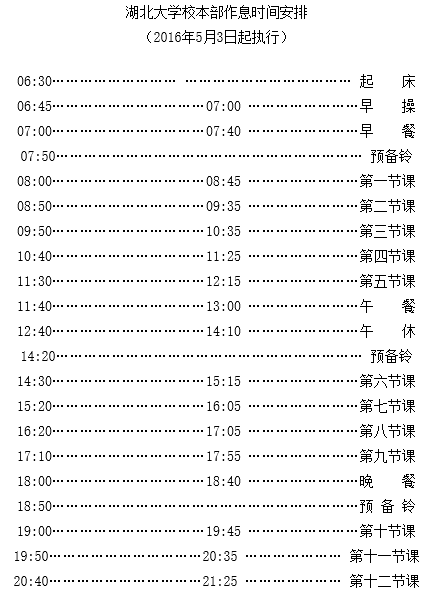 湖北大学校本部作息时间安排
（2016年5月3日起执行）
06:30……………………………… ………………………………………… 起 床
06:45…………………………………07:00 ……………………… 早 操
07:00…………………………………07:40 ……………………… 早 餐
07:50…………………………………………………………………… 预备铃
08:00…………………………………08:45 ………………………第一节课
08:50…………………………………09:35 ………………………第二节课
09:50…………………………………10:35 ………………………第三节课
10:40…………………………………11:25 ………………………第四节课
11:30…………………………………12:15 ………………………第五节课
11:40…………………………………13:00 ………………………午 餐
12:40…………………………………14:10 ………………………午 休
14:20…………………………………………………………………… 预备铃
14:30…………………………………15:15 ………………………第六节课
15:20…………………………………16:05 ………………………第七节课
16:20…………………………………17:05 ………………………第八节课
17:10…………………………………17:55 ………………………第九节课
18:00…………………………………18:40 ………………………晚 餐
18:50……………………………………………………………………预 备 铃
19:00…………………………………19:45 ………………………第十节课
19:50…………………………………20:35 …………………… 第十一节课
20:40…………………………………21:25 …………………… 第十二节课